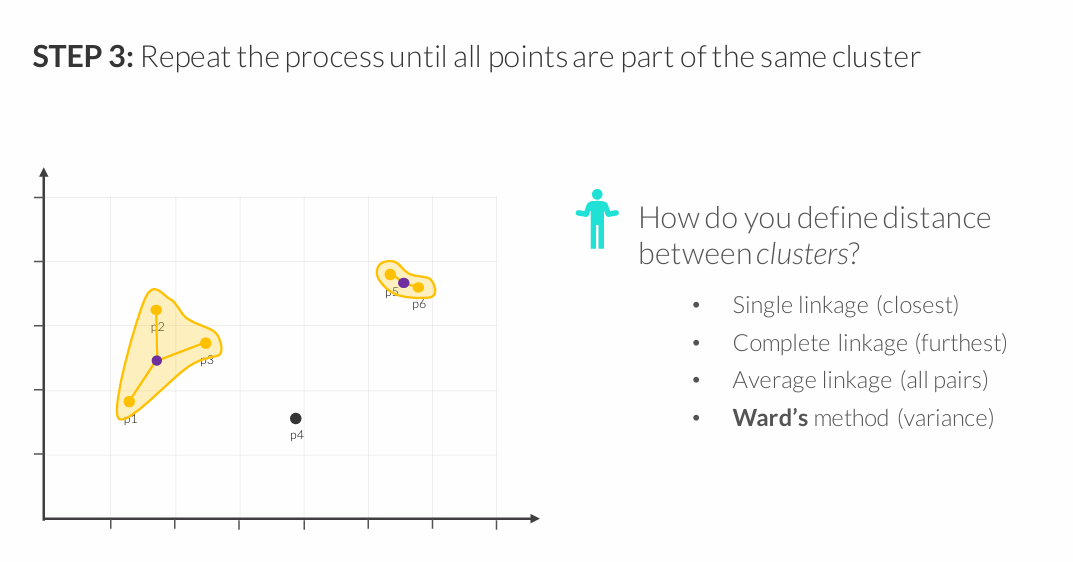 STEP 3: Repeat the process until all points are part of the same cluster
How do you define distance
between clusters?
• Single linkage (closest)
• Complete linkage (furthest)
• Average linkage (all pairs)
• Ward's method (variance)
p5
p6
p2
p3
p1
p4